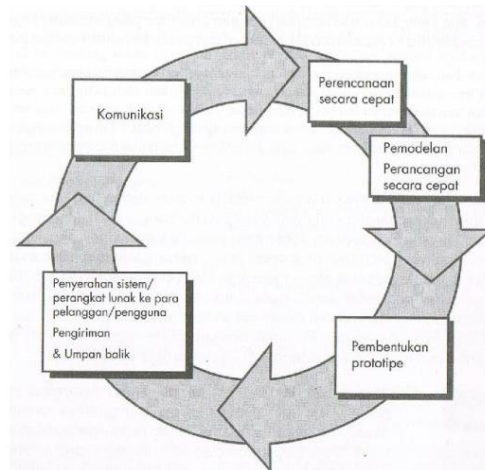 Komunikasi
Perencanaan
secara cepat
Pemodelan
Perancangan
secara cepat
Pembentukan
prototipe
Penyerahan sistem/
perangkat lunak ke para
pelanggan/pengguna
Pengiriman
& Umpan balik